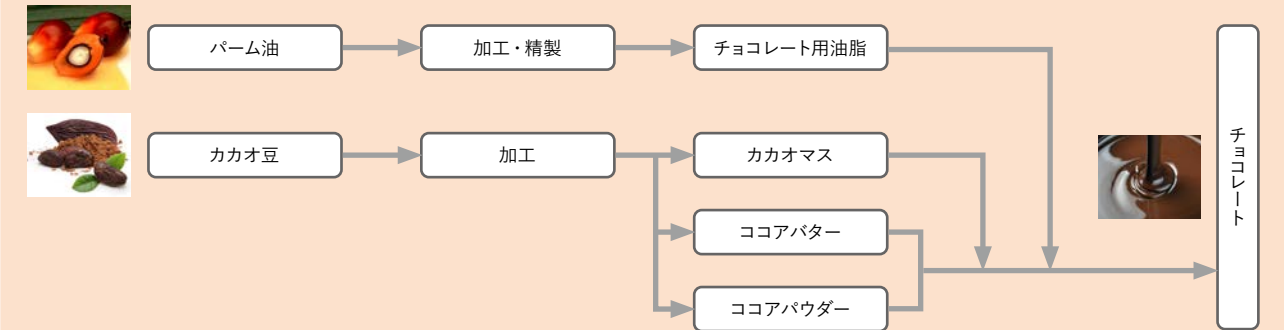 パーム油
加工・精製
チョコレート用油脂
カカオ豆
加工
カカオマス
ココアバター
ココアパウダー
チョコレート